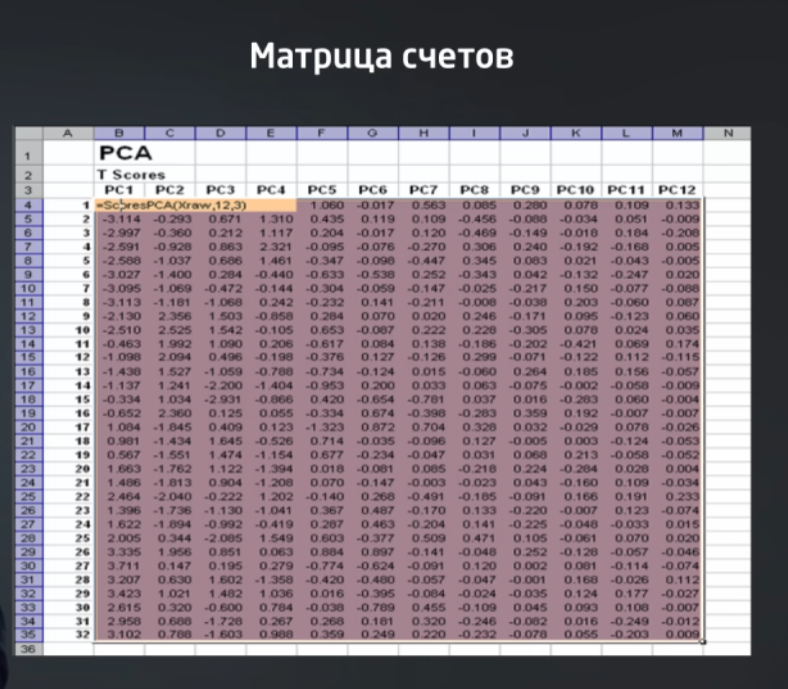 Матрица счетов
A B C D E F G H I J K L M N
1 PCA
2 T Scores
3 PC1 PC2 PC3 PC4 PC5 PC6 PC7 PC8 PC9 PC10 PC11 PC12
4 1 =ScoresPCA(Xraw,12,3) 1.060 -0.017 0.563 0.085 0.280 0.078 0.109 0.133
5 2 -3.114 -0.293 0.671 1.310 0.435 0.119 0.109 -0.456 -0.088 -0.034 0.051 -0.009
6 3 -2.997 -0.360 0.212 1.117 0.204 -0.017 0.120 -0.469 -0.149 -0.018 0.184 -0.208
7 4 -2.591 -0.928 0.863 2.321 -0.095 -0.076 -0.270 0.306 0.240 -0.192 -0.168 0.005
8 5 -2.588 -1.037 0.686 1.461 -0.347 -0.098 -0.447 0.345 0.083 0.021 -0.043 -0.005
9 6 -3.027 -1.400 0.284 -0.440 -0.633 -0.538 0.252 -0.343 0.042 -0.132 -0.247 0.020
10 7 -3.095 -1.069 -0.472 -0.144 -0.304 -0.059 -0.147 -0.025 -0.217 0.150 -0.077 -0.088
11 8 -3.113 -1.181 -1.068 0.242 -0.232 0.141 -0.211 -0.008 -0.038 0.203 -0.060 0.087
12 9 -2.130 2.356 1.503 -0.858 0.284 0.070 0.020 0.246 -0.171 0.095 -0.123 0.060
13 10 -2.510 2.525 1.542 -0.105 0.653 -0.087 0.222 0.228 -0.305 0.078 0.024 0.035
14 11 -0.463 1.992 1.090 0.206 -0.617 0.084 0.138 -0.186 -0.202 -0.421 0.069 0.174
15 12 -1.098 2.094 0.496 -0.198 -0.376 0.127 -0.126 0.299 -0.071 -0.122 0.112 -0.115
16 13 -1.438 1.527 -1.059 -0.788 -0.734 -0.124 0.015 -0.060 0.264 0.185 0.156 -0.057
17 14 -1.137 1.241 -2.200 -1.404 -0.953 0.200 0.033 0.063 -0.075 -0.002 -0.058 -0.009
18 15 -0.334 1.034 -2.931 -0.866 0.420 -0.654 -0.781 0.037 0.016 -0.283 0.060 -0.004
19 16 -0.652 2.360 0.125 0.055 -0.334 0.674 -0.398 -0.283 0.359 0.192 -0.007 -0.007
20 17 1.084 -1.845 0.409 0.123 -1.323 0.872 0.704 0.328 0.032 -0.029 0.078 -0.026
21 18 0.981 -1.434 1.645 -0.526 0.714 -0.035 -0.096 0.127 -0.005 0.003 -0.124 -0.053
22 19 0.567 -1.551 1.474 -1.154 0.677 -0.234 -0.047 0.031 0.068 0.213 -0.058 -0.052
23 20 1.663 -1.762 1.122 -1.394 0.018 -0.081 0.085 -0.218 0.224 -0.284 0.028 0.004
24 21 1.486 -1.813 0.904 -1.208 0.070 -0.147 -0.003 -0.023 0.043 -0.160 0.109 -0.034
25 22 2.464 -2.040 -0.222 1.202 -0.140 0.268 -0.491 -0.185 -0.091 0.166 0.191 0.233
26 23 1.396 -1.736 -1.130 -1.041 0.367 0.487 -0.170 0.133 -0.220 -0.007 0.123 -0.074
27 24 1.622 -1.894 -0.992 -0.419 0.287 0.463 -0.204 0.141 -0.225 -0.048 -0.033 0.015
28 25 2.005 0.344 -2.085 1.549 0.603 -0.377 0.509 0.471 0.105 -0.061 0.070 0.020
29 26 3.335 1.956 0.851 0.063 0.884 0.897 -0.141 -0.048 0.252 -0.128 -0.057 -0.046
30 27 3.711 0.147 0.195 0.279 -0.774 -0.624 -0.091 0.120 0.002 0.081 -0.114 -0.074
31 28 3.207 0.630 1.602 -1.358 -0.420 -0.480 -0.057 -0.047 -0.001 0.168 -0.026 0.112
32 29 3.423 1.021 1.482 1.036 0.016 -0.395 -0.084 -0.024 -0.035 0.124 0.177 -0.027
33 30 2.615 0.320 -0.600 0.784 -0.038 -0.789 0.455 -0.109 0.045 0.093 0.108 -0.007
34 31 2.958 0.688 -1.728 0.267 0.268 0.181 0.320 -0.246 -0.082 0.016 -0.249 -0.012
35 32 3.102 0.788 -1.603 0.988 0.359 0.249 0.220 -0.232 -0.078 0.055 -0.203 0.009
36